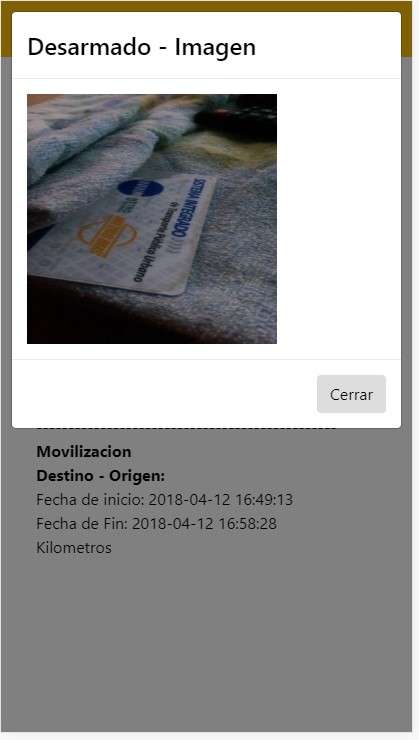 Desarmado - Imagen
SISTEMA INTEGRADO
de Transporte Público Urbano
METRO
Cerrar
Movilizacion
Destino - Origen:
Fecha de inicio: 2018-04-12 16:49:13
Fecha de Fin: 2018-04-12 16:58:28
Kilometros